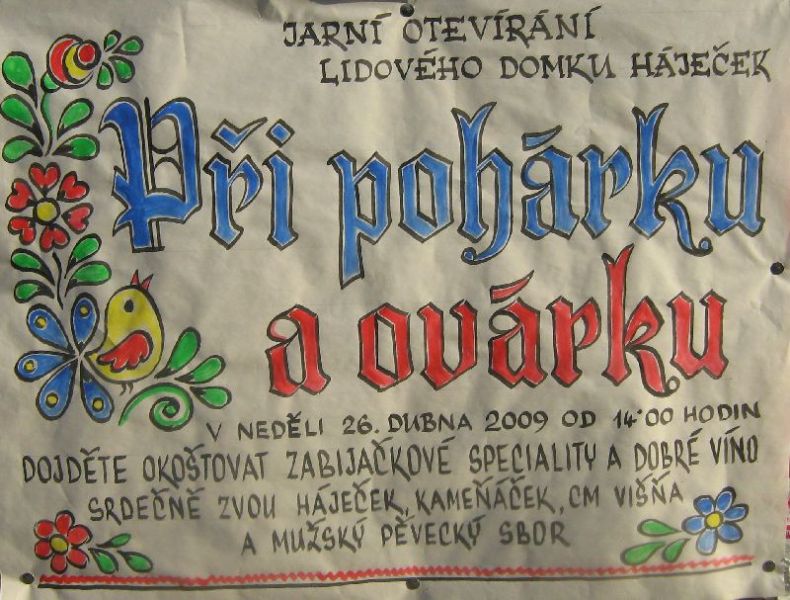 JARNÍ OTEVÍRÁNÍ
LIDOVÉHO DOMKU HÁJEČEK
Při pohárku
a ovárku
V NEDĚLI 26. DUBNA 2009 OD 14:00 HODIN
DOJDĚTE OKOŠTOVAT ZABIJAČKOVÉ SPECIALITY A DOBRÉ VÍNO
SRDEČNĚ ZVOU HÁJEČEK, KAMEŇÁČEK, CM VIŠŇA
A MUŽSKÝ PĚVECKÝ SBOR